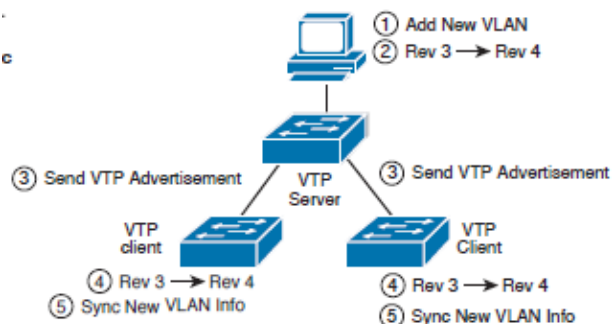 c
① Add New VLAN
② Rev 3 → Rev 4
③ Send VTP Advertisement
VTP
Server
③ Send VTP Advertisement
VTP
client
④ Rev 3 → Rev 4
⑤ Sync New VLAN Info
VTP
Client
④ Rev 3 → Rev 4
⑤ Sync New VLAN Info